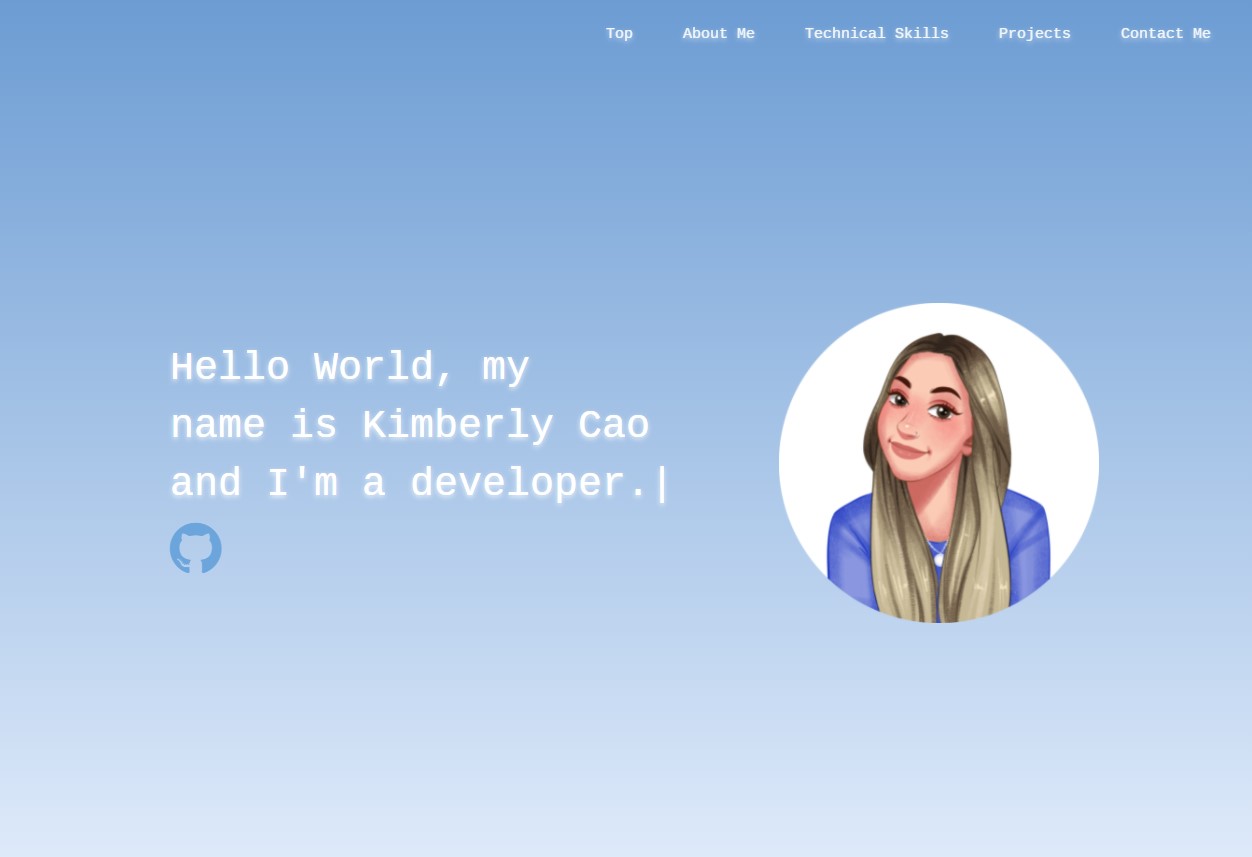 Top About Me Technical Skills Projects Contact Me
Hello World, my
name is Kimberly Cao
and I'm a developer.|